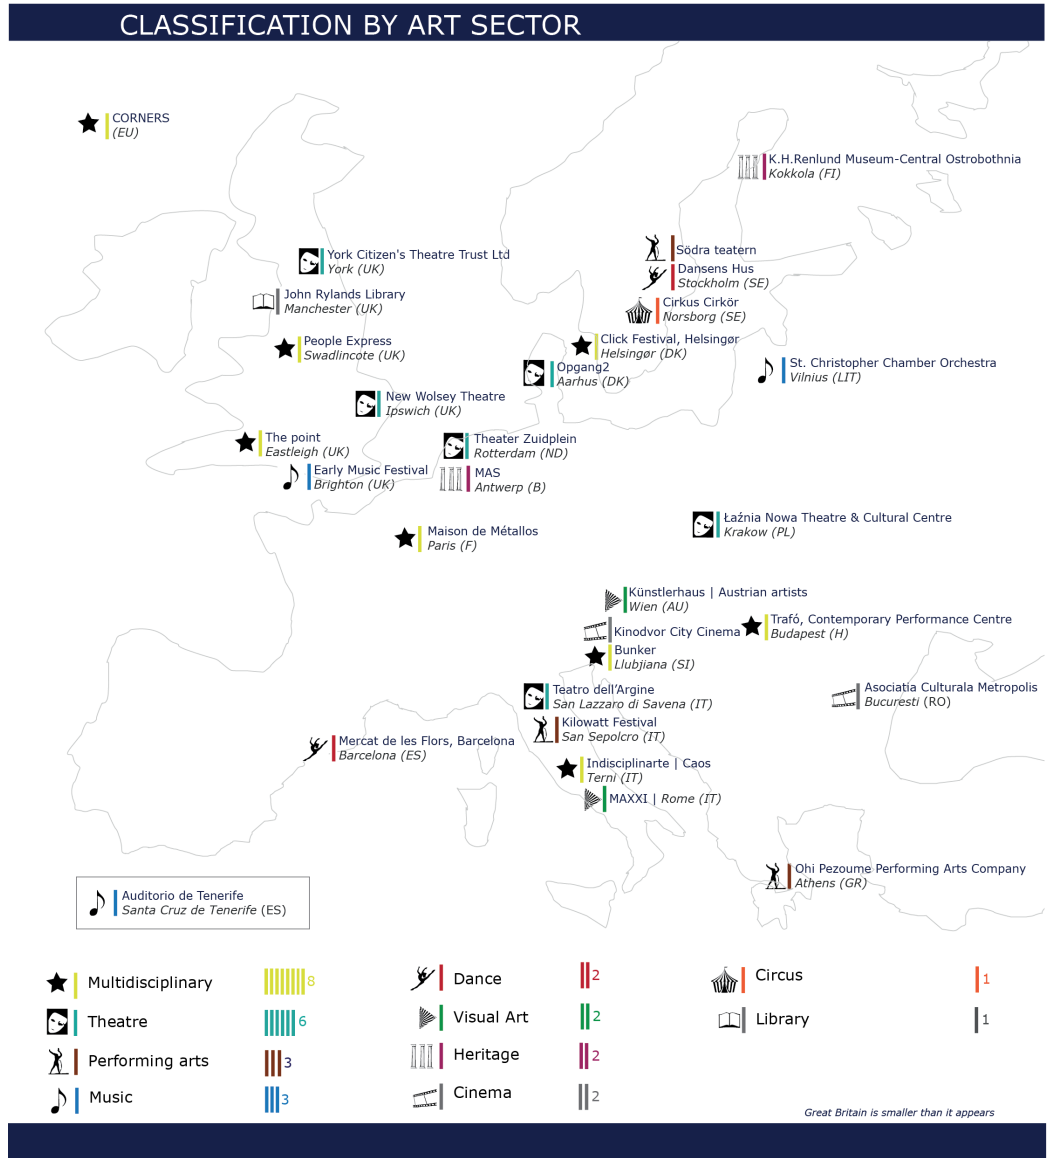 CLASSIFICATION BY ART SECTOR
CORNERS
(EU)
K.H.Renlund Museum-Central Ostrobothnia
Kokkola (FI)
York Citizen's Theatre Trust Ltd
York (UK)
Södra teatern
Dansens Hus
Stockholm (SE)
John Rylands Library
Manchester (UK)
Cirkus Cirkör
Norsborg (SE)
People Express
Swadlincote (UK)
Click Festival, Helsingør
Helsingør (DK)
Opgang2
Aarhus (DK)
St. Christopher Chamber Orchestra
Vilnius (LIT)
New Wolsey Theatre
Ipswich (UK)
The point
Eastleigh (UK)
Theater Zuidplein
Rotterdam (ND)
Early Music Festival
Brighton (UK)
MAS
Antwerp (B)
Maison de Métallos
Paris (F)
Łaźnia Nowa Theatre & Cultural Centre
Krakow (PL)
Künstlerhaus | Austrian artists
Wien (AU)
Kinodvor City Cinema
Trafó, Contemporary Performance Centre
Budapest (H)
Bunker
Llubjiana (SI)
Teatro dell'Argine
San Lazzaro di Savena (IT)
Asociatia Culturala Metropolis
Bucuresti (RO)
Kilowatt Festival
San Sepolcro (IT)
Mercat de les Flors, Barcelona
Barcelona (ES)
Indisciplinarte | Caos
Terni (IT)
MAXXI | Rome (IT)
Ohi Pezoume Performing Arts Company
Athens (GR)
Auditorio de Tenerife
Santa Cruz de Tenerife (ES)
Multidisciplinary 8
Theatre 6
Performing arts 3
Music 3
Dance 2
Visual Art 2
Heritage 2
Cinema 2
Circus 1
Library 1
Great Britain is smaller than it appears